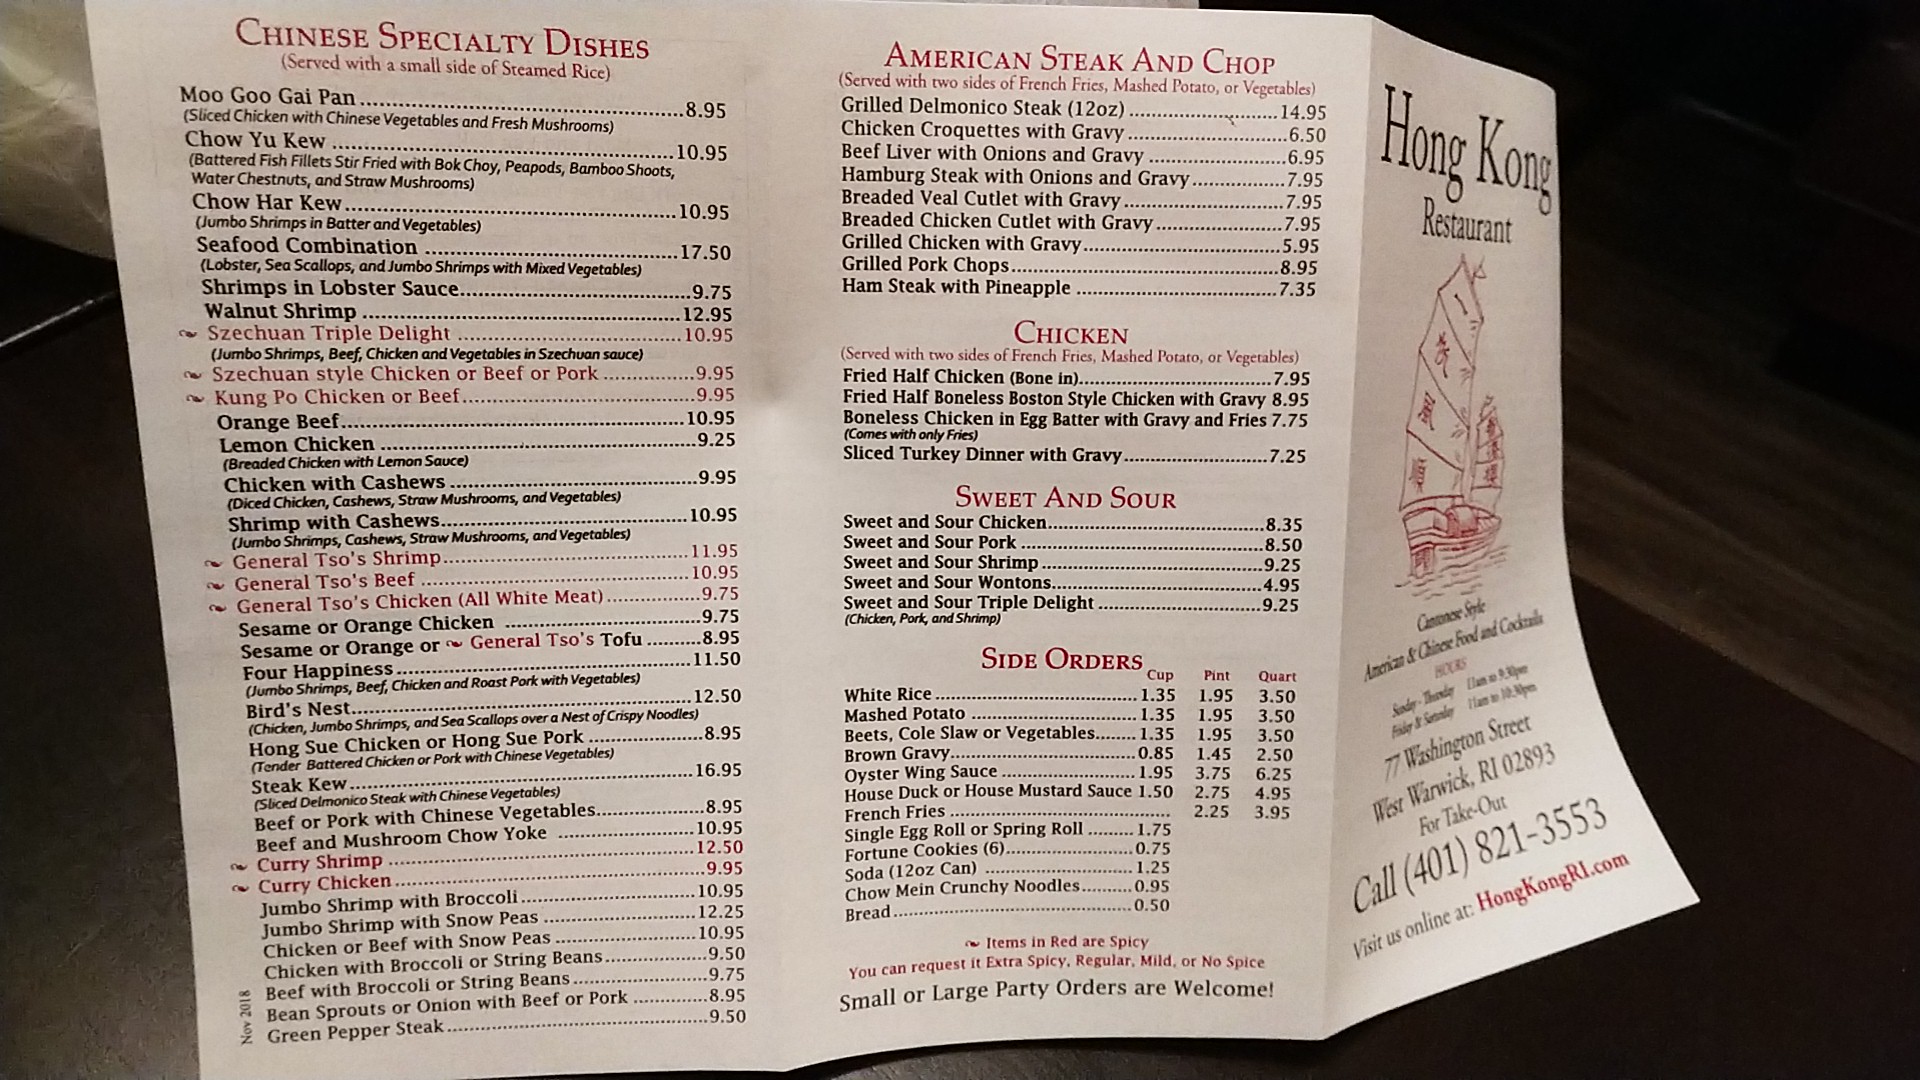 CHINESE SPECIALTY DISHES
(Served with a small side of Steamed Rice)
Moo Goo Gai Pan ........ 8.95
(Sliced Chicken with Chinese Vegetables and Fresh Mushrooms)
Chow Yu Kew ........ 10.95
(Battered Fish Fillets Stir Fried with Bok Choy, Peapods, Bamboo Shoots,
Water Chestnuts, and Straw Mushrooms)
Chow Har Kew ........ 10.95
(Jumbo Shrimps in Batter and Vegetables)
Seafood Combination ........ 17.50
(Lobster, Sea Scallops, and Jumbo Shrimps with Mixed Vegetables)
Shrimps in Lobster Sauce ........ 9.75
Walnut Shrimp ........ 12.95
Szechuan Triple Delight ........ 10.95
(Jumbo Shrimps, Beef, Chicken and Vegetables in Szechuan sauce)
Szechuan style Chicken or Beef or Pork ........ 9.95
Kung Po Chicken or Beef ........ 9.95
Orange Beef ........ 10.95
Lemon Chicken ........ 9.25
(Breaded Chicken with Lemon Sauce)
Chicken with Cashews ........ 9.95
(Diced Chicken, Cashews, Straw Mushrooms, and Vegetables)
Shrimp with Cashews ........ 10.95
(Jumbo Shrimps, Cashews, Straw Mushrooms, and Vegetables)
General Tso's Shrimp ........ 11.95
General Tso's Beef ........ 10.95
General Tso's Chicken (All White Meat) ........ 9.75
Sesame or Orange Chicken ........ 9.75
Sesame or Orange or General Tso's Tofu ........ 8.95
Four Happiness ........ 11.50
(Jumbo Shrimps, Beef, Chicken and Roast Pork with Vegetables)
Bird's Nest ........ 12.50
(Chicken, Jumbo Shrimps, and Sea Scallops over a Nest of Crispy Noodles)
Hong Sue Chicken or Hong Sue Pork ........ 8.95
(Tender Battered Chicken or Pork with Chinese Vegetables)
Steak Kew ........ 16.95
(Sliced Delmonico Steak with Chinese Vegetables)
Beef or Pork with Chinese Vegetables ........ 8.95
Beef and Mushroom Chow Yoke ........ 10.95
Curry Shrimp ........ 12.50
Curry Chicken ........ 9.95
Jumbo Shrimp with Broccoli ........ 10.95
Jumbo Shrimp with Snow Peas ........ 12.25
Chicken or Beef with Snow Peas ........ 10.95
Chicken with Broccoli or String Beans ........ 9.50
Beef with Broccoli or String Beans ........ 9.75
Bean Sprouts or Onion with Beef or Pork ........ 8.95
Green Pepper Steak ........ 9.50
Nov 2018
AMERICAN STEAK AND CHOP
(Served with two sides of French Fries, Mashed Potato, or Vegetables)
Grilled Delmonico Steak (12oz) ........ 14.95
Chicken Croquettes with Gravy ........ 6.50
Beef Liver with Onions and Gravy ........ 6.95
Hamburg Steak with Onions and Gravy ........ 7.95
Breaded Veal Cutlet with Gravy ........ 7.95
Breaded Chicken Cutlet with Gravy ........ 7.95
Grilled Chicken with Gravy ........ 5.95
Grilled Pork Chops ........ 8.95
Ham Steak with Pineapple ........ 7.35
CHICKEN
(Served with two sides of French Fries, Mashed Potato, or Vegetables)
Fried Half Chicken (Bone in) ........ 7.95
Fried Half Boneless Boston Style Chicken with Gravy 8.95
Boneless Chicken in Egg Batter with Gravy and Fries 7.75
(Comes with only Fries)
Sliced Turkey Dinner with Gravy ........ 7.25
SWEET AND SOUR
Sweet and Sour Chicken ........ 8.35
Sweet and Sour Pork ........ 8.50
Sweet and Sour Shrimp ........ 9.25
Sweet and Sour Wontons ........ 4.95
Sweet and Sour Triple Delight ........ 9.25
(Chicken, Pork, and Shrimp)
SIDE ORDERS
Cup Pint Quart
White Rice ........ 1.35 1.95 3.50
Mashed Potato ........ 1.35 1.95 3.50
Beets, Cole Slaw or Vegetables ........ 1.35 1.95 3.50
Brown Gravy ........ 0.85 1.45 2.50
Oyster Wing Sauce ........ 1.95 3.75 6.25
House Duck or House Mustard Sauce 1.50 2.75 4.95
French Fries ........ 2.25 3.95
Single Egg Roll or Spring Roll ........ 1.75
Fortune Cookies (6) ........ 0.75
Soda (12oz Can) ........ 1.25
Chow Mein Crunchy Noodles ........ 0.95
Bread ........ 0.50
Items in Red are Spicy
You can request it Extra Spicy, Regular, Mild, or No Spice
Small or Large Party Orders are Welcome!
Hong Kong
Restaurant
Cantonese Style
American & Chinese Food and Cocktails
HOURS
Sunday - Thursday 11am to 9:30pm
Friday & Saturday 11am to 10:30pm
77 Washington Street
West Warwick, RI 02893
For Take-Out
Call (401) 821-3553
Visit us online at: HongKongRI.com